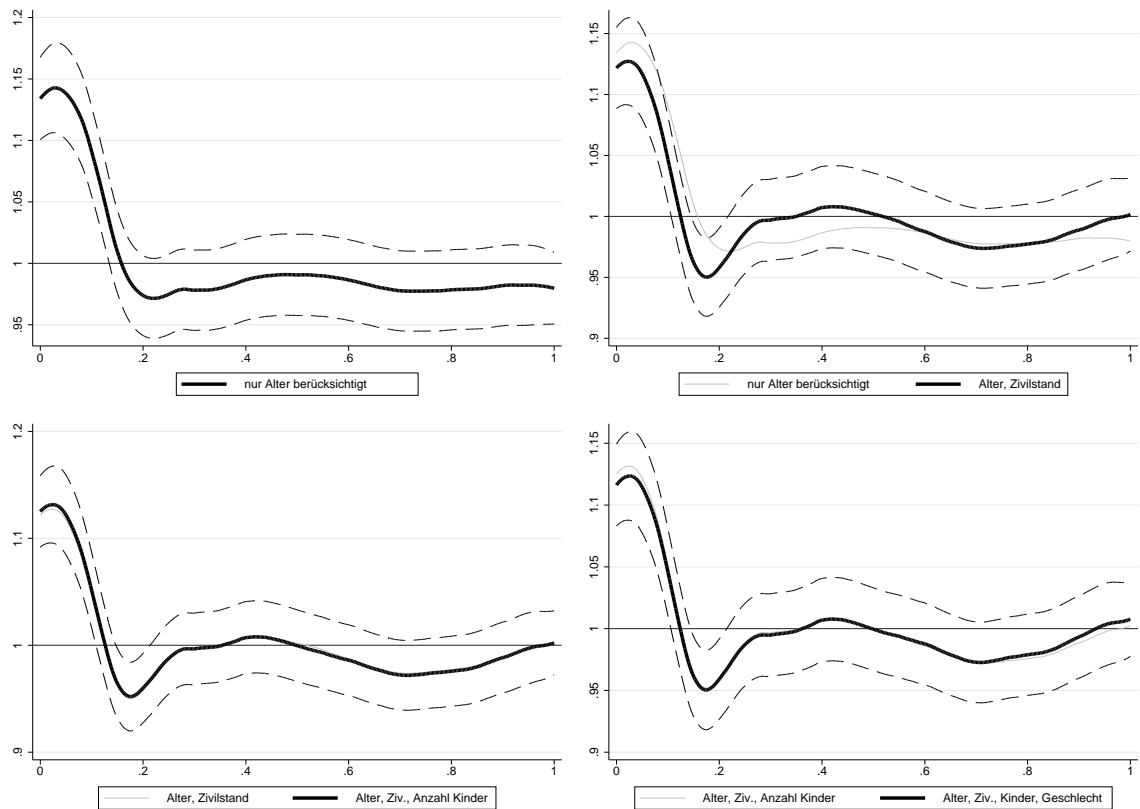 1.2
1.15
1.1
1.05
1
.95
0 .2 .4 .6 .8 1
nur Alter berücksichtigt
1.15
1.1
1.05
1
.95
.9
0 .2 .4 .6 .8 1
nur Alter berücksichtigt Alter, Zivilstand
1.2
1.1
1
.9
0 .2 .4 .6 .8 1
Alter, Zivilstand Alter, Ziv., Anzahl Kinder
1.15
1.1
1.05
1
.95
.9
0 .2 .4 .6 .8 1
Alter, Ziv., Anzahl Kinder Alter, Ziv., Kinder, Geschlecht